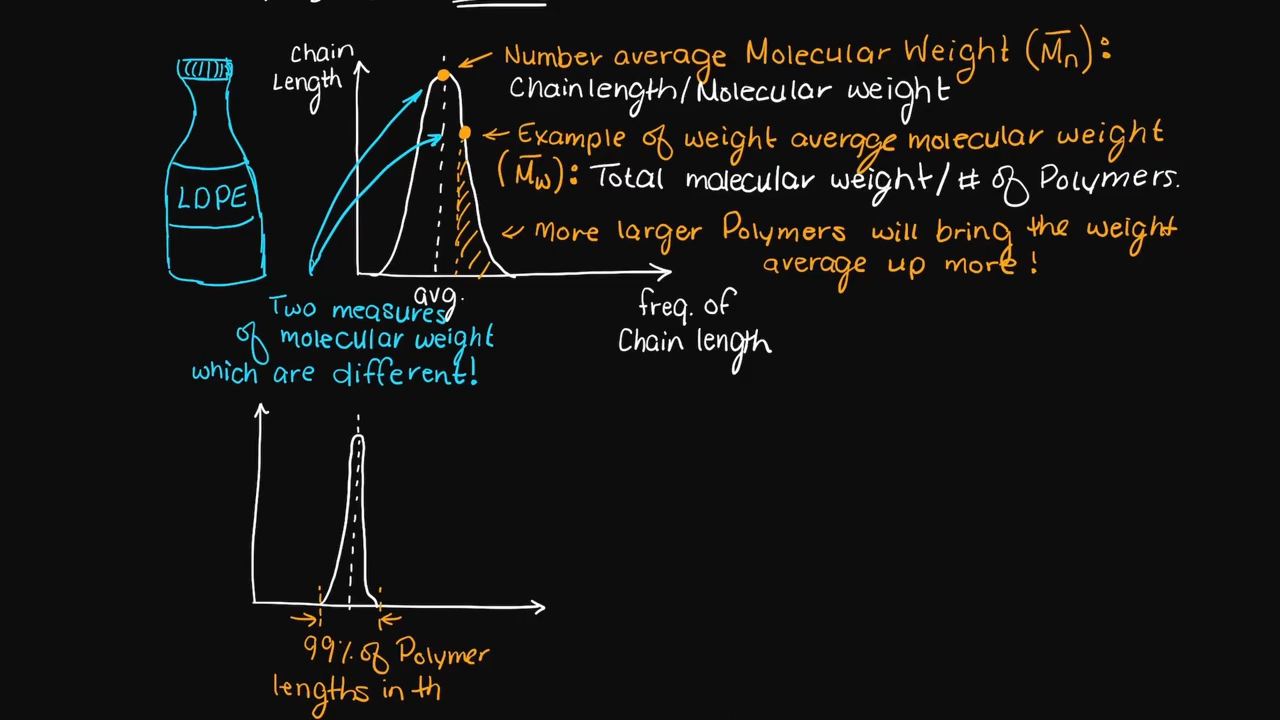 Chain
Length
Number average Molecular Weight (M̄n):
Chainlength/Molecular weight
Example of weight average molecular weight
(M̄w): Total molecular weight/# of Polymers.
LDPE
More larger Polymers will bring the weight
average up more!
avg.
freq. of
Chain length
Two measures
of molecular weight
which are different!
99% of Polymer
lengths in th